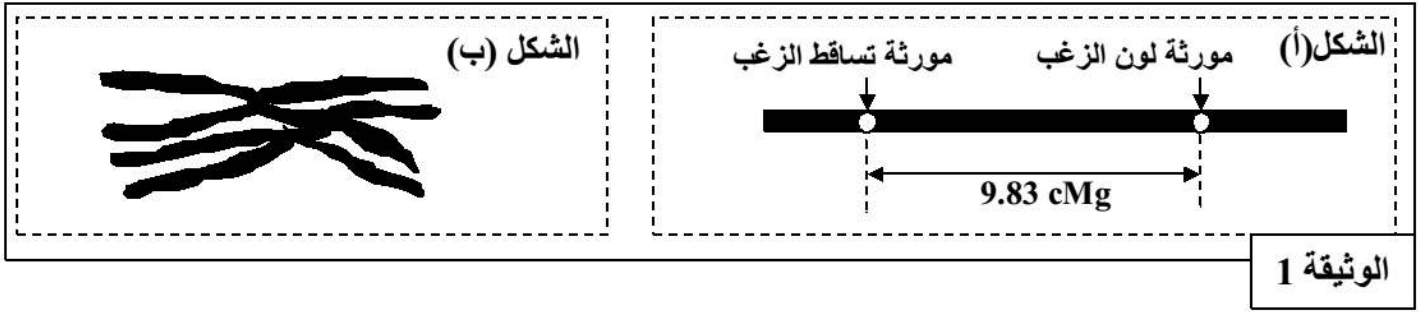 الشكل(أ)
مورثة لون الزغب
مورثة تساقط الزغب
9.83 cMg
الشكل (ب)
الوثيقة 1